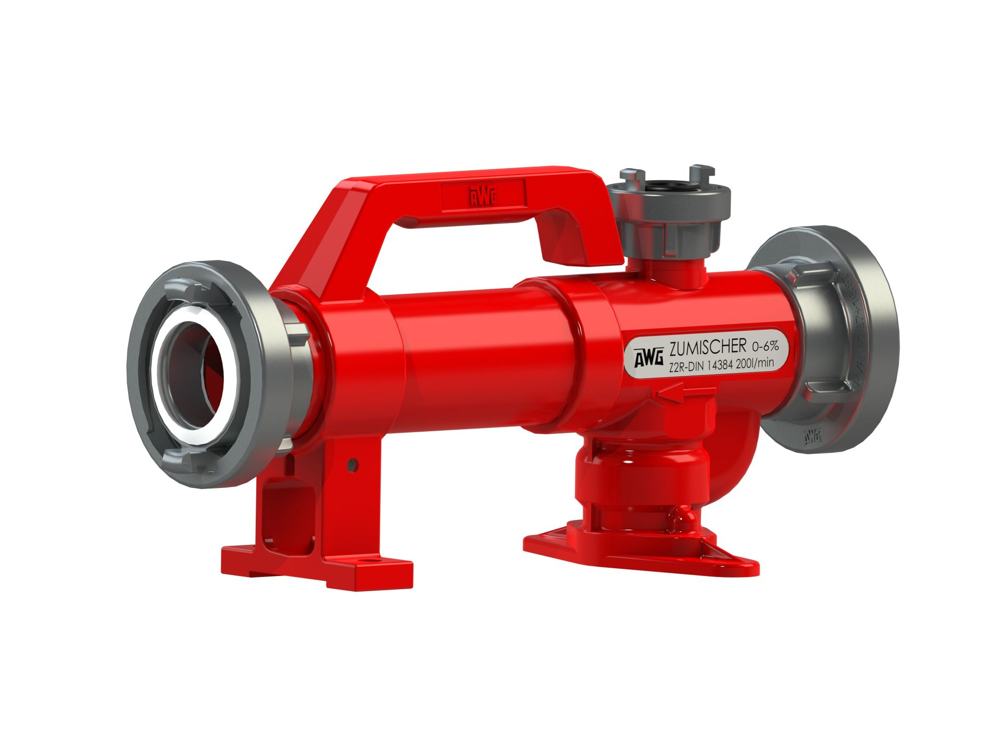 AWG
AWG ZUMISCHER 0-6%
Z2R-DIN 14384 200l/min
AWG